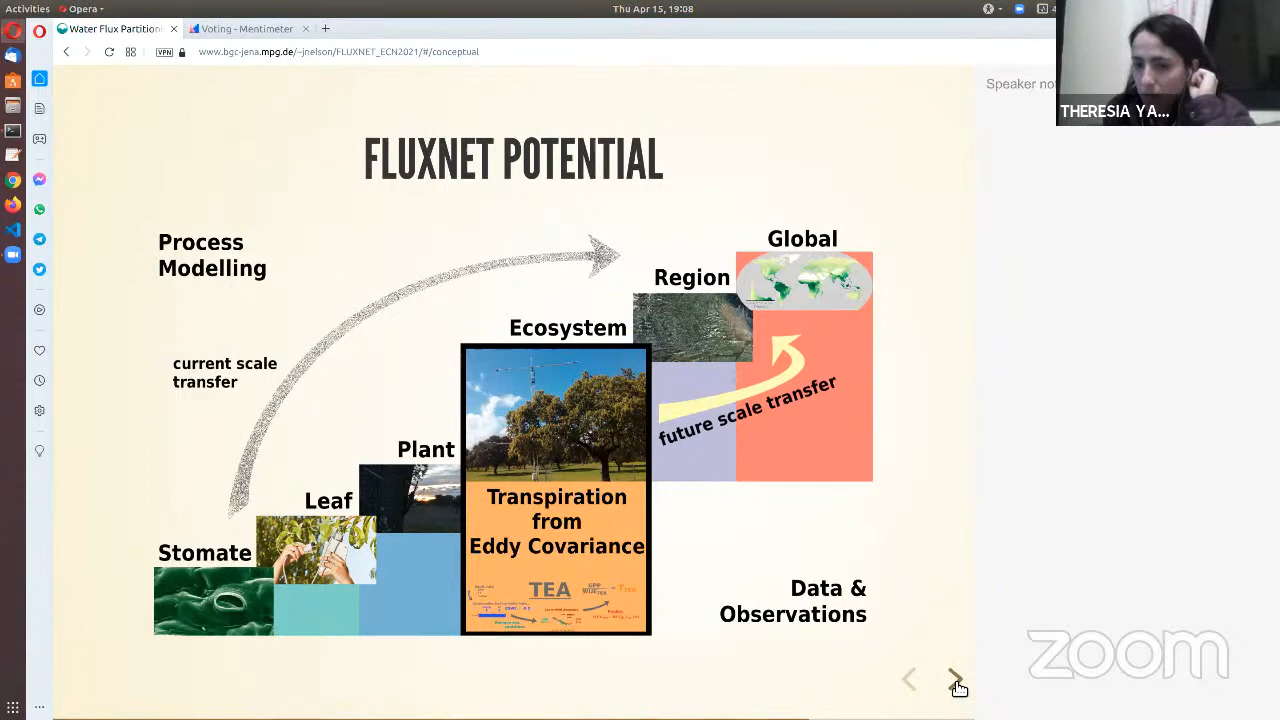 Activities
Opera
Thu Apr 15, 19:08
Water Flux Partition
Voting - Mentimeter
VPN
www.bgc-jena.mpg.de/~jnelson/FLUXNET_ECN2021/#/conceptual
Speaker no
THERESIA YA...
FLUXNET POTENTIAL
Process
Modelling
Global
Region
Ecosystem
current scale
transfer
future scale transfer
Plant
Leaf
Stomate
Transpiration
from
Eddy Covariance
TEA
Data &
Observations
zoom